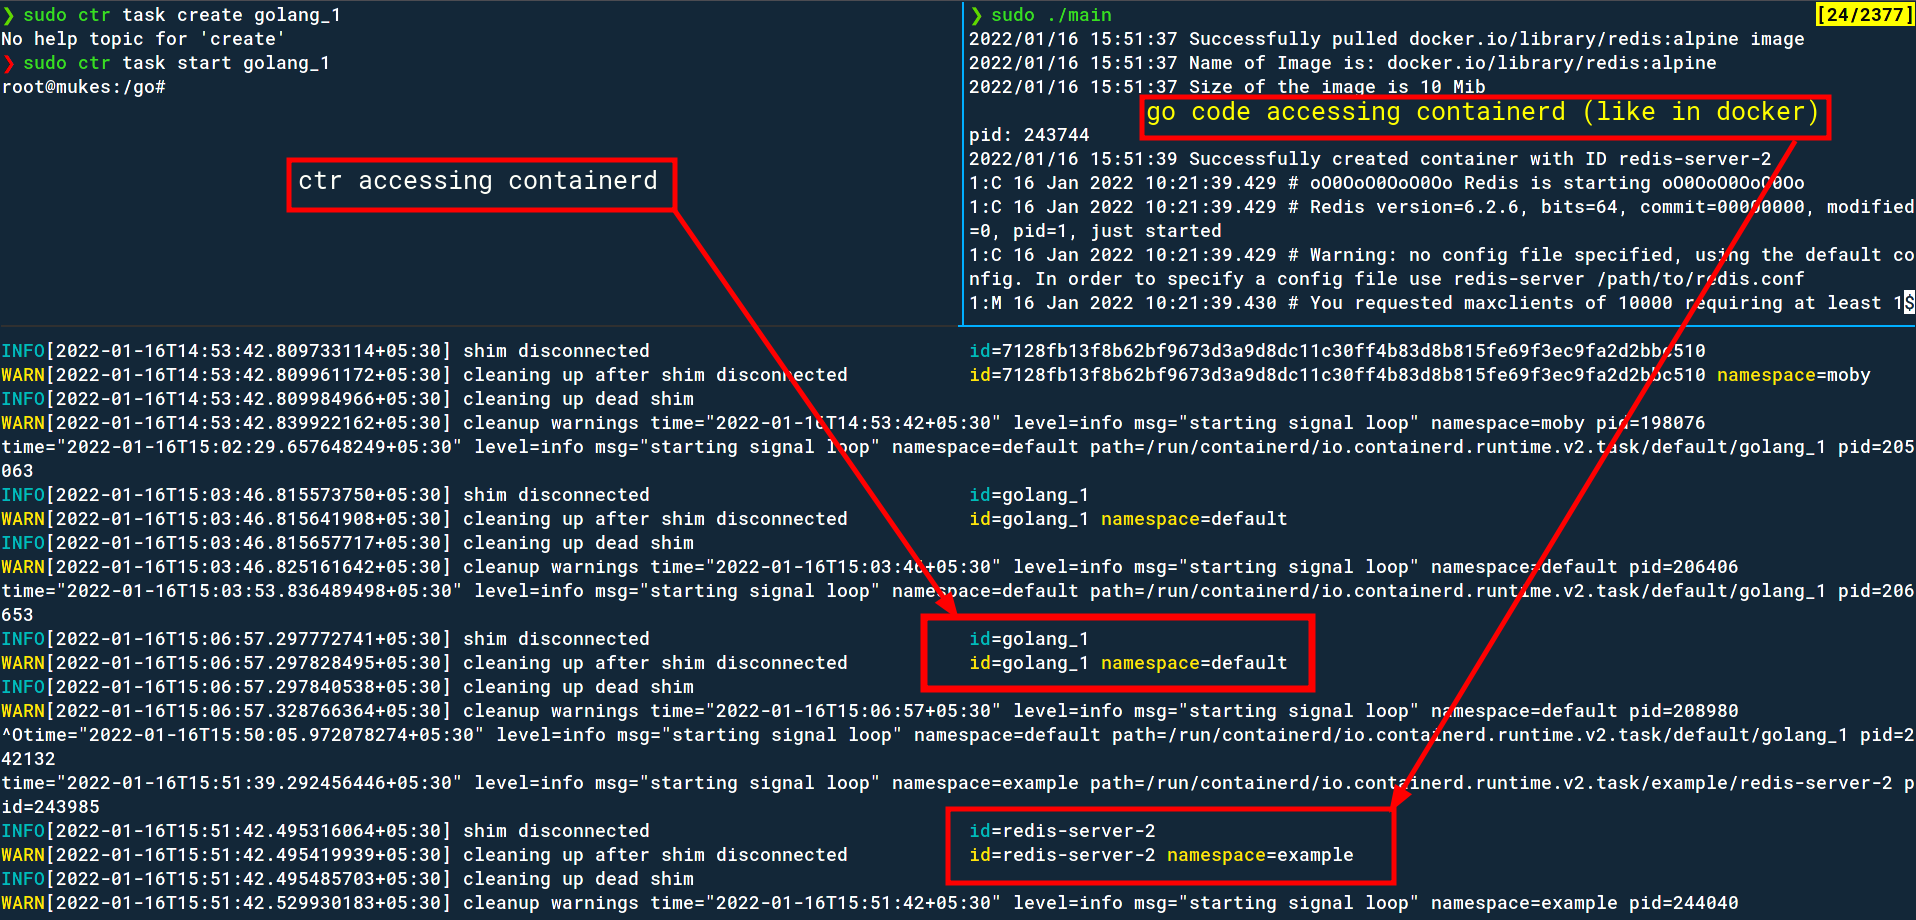 ❯ sudo ctr task create golang_1
No help topic for 'create'
❯ sudo ctr task start golang_1
root@mukes:/go#
ctr accessing containerd
❯ sudo ./main
[24/2377]
2022/01/16 15:51:37 Successfully pulled docker.io/library/redis:alpine image
2022/01/16 15:51:37 Name of Image is: docker.io/library/redis:alpine
2022/01/16 15:51:37 Size of the image is 10 Mib
go code accessing containerd (like in docker)
pid: 243744
2022/01/16 15:51:39 Successfully created container with ID redis-server-2
1:C 16 Jan 2022 10:21:39.429 # oO0OoO0OoO0Oo Redis is starting oO0OoO0OoO0Oo
1:C 16 Jan 2022 10:21:39.429 # Redis version=6.2.6, bits=64, commit=00000000, modified
=0, pid=1, just started
1:C 16 Jan 2022 10:21:39.429 # Warning: no config file specified, using the default co
nfig. In order to specify a config file use redis-server /path/to/redis.conf
1:M 16 Jan 2022 10:21:39.430 # You requested maxclients of 10000 requiring at least 1$
INFO[2022-01-16T14:53:42.809733114+05:30] shim disconnected id=7128fb13f8b62bf9673d3a9d8dc11c30ff4b83d8b815fe69f3ec9fa2d2bbc510
WARN[2022-01-16T14:53:42.809961172+05:30] cleaning up after shim disconnected id=7128fb13f8b62bf9673d3a9d8dc11c30ff4b83d8b815fe69f3ec9fa2d2bbc510 namespace=moby
INFO[2022-01-16T14:53:42.809984966+05:30] cleaning up dead shim
WARN[2022-01-16T14:53:42.839922162+05:30] cleanup warnings time="2022-01-16T14:53:42+05:30" level=info msg="starting signal loop" namespace=moby pid=198076
time="2022-01-16T15:02:29.657648249+05:30" level=info msg="starting signal loop" namespace=default path=/run/containerd/io.containerd.runtime.v2.task/default/golang_1 pid=205
063
INFO[2022-01-16T15:03:46.815573750+05:30] shim disconnected id=golang_1
WARN[2022-01-16T15:03:46.815641908+05:30] cleaning up after shim disconnected id=golang_1 namespace=default
INFO[2022-01-16T15:03:46.815657717+05:30] cleaning up dead shim
WARN[2022-01-16T15:03:46.825161642+05:30] cleanup warnings time="2022-01-16T15:03:46+05:30" level=info msg="starting signal loop" namespace=default pid=206406
time="2022-01-16T15:03:53.836489498+05:30" level=info msg="starting signal loop" namespace=default path=/run/containerd/io.containerd.runtime.v2.task/default/golang_1 pid=206
653
INFO[2022-01-16T15:06:57.297772741+05:30] shim disconnected id=golang_1
WARN[2022-01-16T15:06:57.297828495+05:30] cleaning up after shim disconnected id=golang_1 namespace=default
INFO[2022-01-16T15:06:57.297840538+05:30] cleaning up dead shim
WARN[2022-01-16T15:06:57.328766364+05:30] cleanup warnings time="2022-01-16T15:06:57+05:30" level=info msg="starting signal loop" namespace=default pid=208980
^Otime="2022-01-16T15:50:05.972078274+05:30" level=info msg="starting signal loop" namespace=default path=/run/containerd/io.containerd.runtime.v2.task/default/golang_1 pid=2
42132
time="2022-01-16T15:51:39.292456446+05:30" level=info msg="starting signal loop" namespace=example path=/run/containerd/io.containerd.runtime.v2.task/example/redis-server-2 p
id=243985
INFO[2022-01-16T15:51:42.495316064+05:30] shim disconnected id=redis-server-2
WARN[2022-01-16T15:51:42.495419939+05:30] cleaning up after shim disconnected id=redis-server-2 namespace=example
INFO[2022-01-16T15:51:42.495485703+05:30] cleaning up dead shim
WARN[2022-01-16T15:51:42.529930183+05:30] cleanup warnings time="2022-01-16T15:51:42+05:30" level=info msg="starting signal loop" namespace=example pid=244040